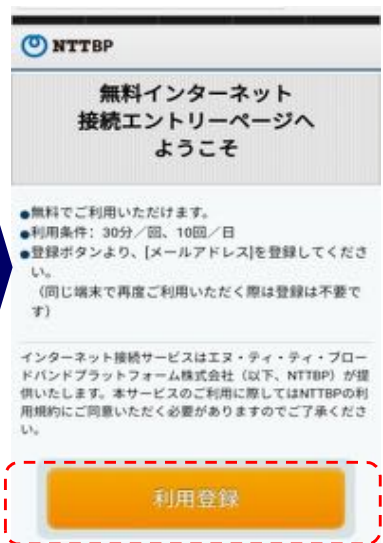 NTTBP
無料インターネット
接続エントリーページへ
ようこそ
●無料でご利用いただけます。
●利用条件：30分／回、10回／日
●登録ボタンより、[メールアドレス]を登録してくださ
い。
（同じ端末で再度ご利用いただく際は登録は不要で
す）
インターネット接続サービスはエヌ・ティ・ティ・ブロー
ドバンドプラットフォーム株式会社（以下、NTTBP）が提
供いたします。本サービスのご利用に際してはNTTBPの利
用規約にご同意いただく必要がありますのでご了承くださ
い。
利用登録